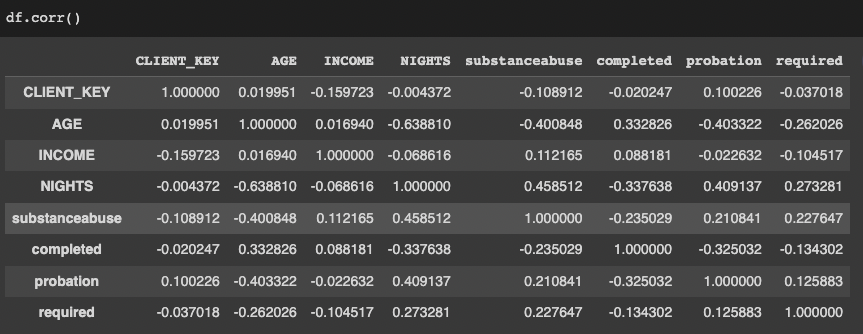 df.corr()
CLIENT_KEY AGE INCOME NIGHTS substanceabuse completed probation required
CLIENT_KEY 1.000000 0.019951 -0.159723 -0.004372 -0.108912 -0.020247 0.100226 -0.037018
AGE 0.019951 1.000000 0.016940 -0.638810 -0.400848 0.332826 -0.403322 -0.262026
INCOME -0.159723 0.016940 1.000000 -0.068616 0.112165 0.088181 -0.022632 -0.104517
NIGHTS -0.004372 -0.638810 -0.068616 1.000000 0.458512 -0.337638 0.409137 0.273281
substanceabuse -0.108912 -0.400848 0.112165 0.458512 1.000000 -0.235029 0.210841 0.227647
completed -0.020247 0.332826 0.088181 -0.337638 -0.235029 1.000000 -0.325032 -0.134302
probation 0.100226 -0.403322 -0.022632 0.409137 0.210841 -0.325032 1.000000 0.125883
required -0.037018 -0.262026 -0.104517 0.273281 0.227647 -0.134302 0.125883 1.000000